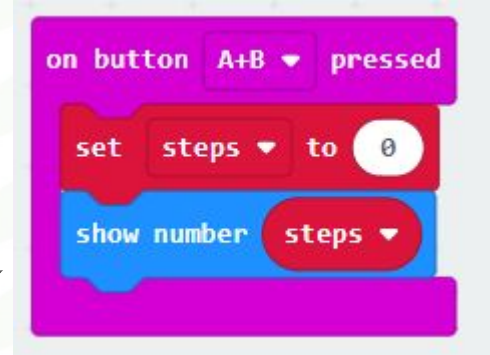 on button A+B pressed
set steps to 0
show number steps